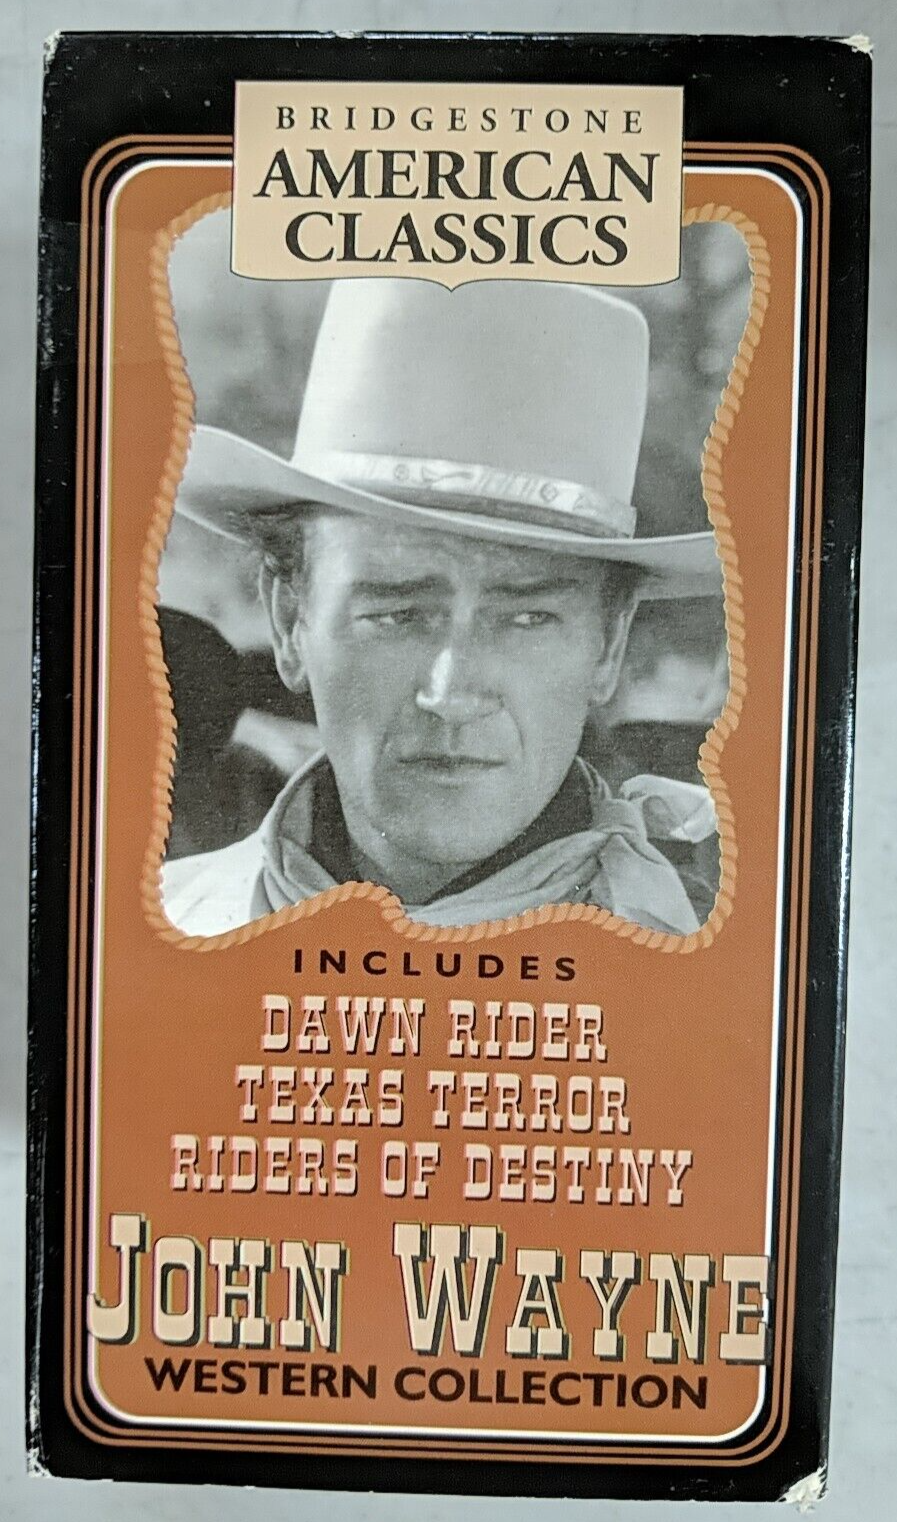 BRIDGESTONE
AMERICAN
CLASSICS
INCLUDES
DAWN RIDER
TEXAS TERROR
RIDERS OF DESTINY
JOHN WAYNE
WESTERN COLLECTION